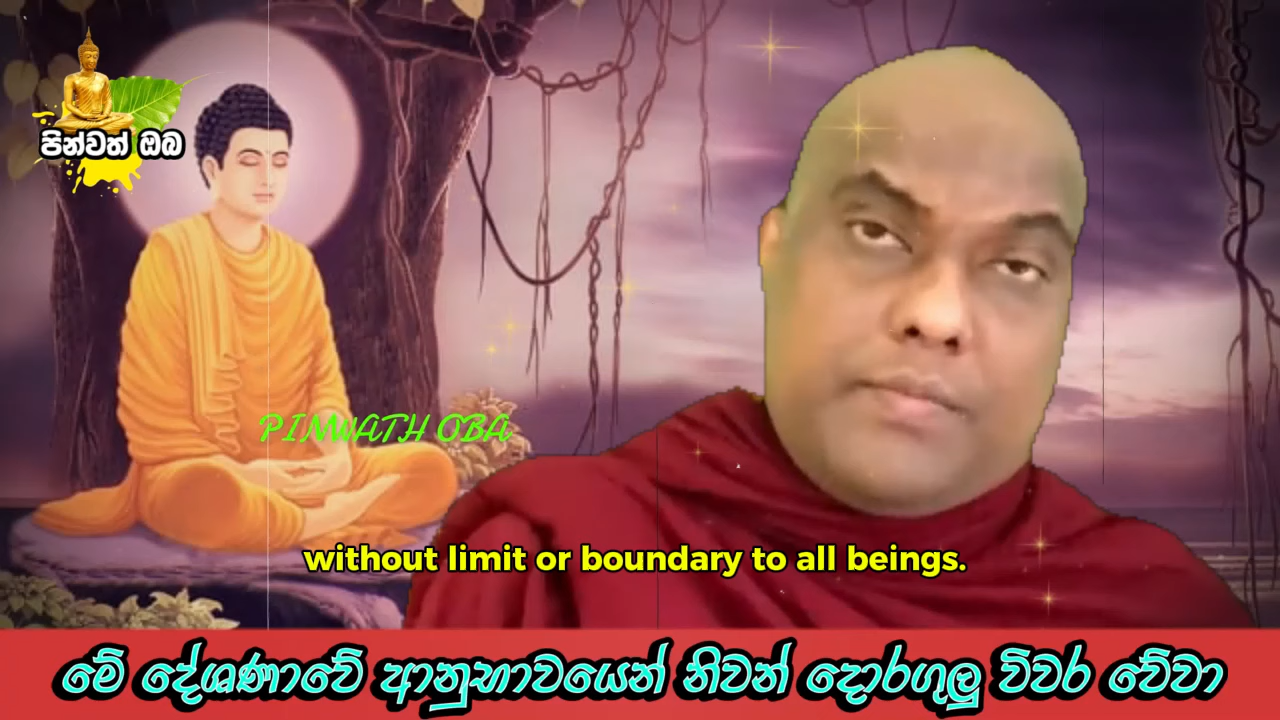 පින්වත් ඔබ
PINWATH OBA
without limit or boundary to all beings.
මේ දේශණාවේ ආනුභාවයෙන් නිවන් දොරගුලු විවර වේවා